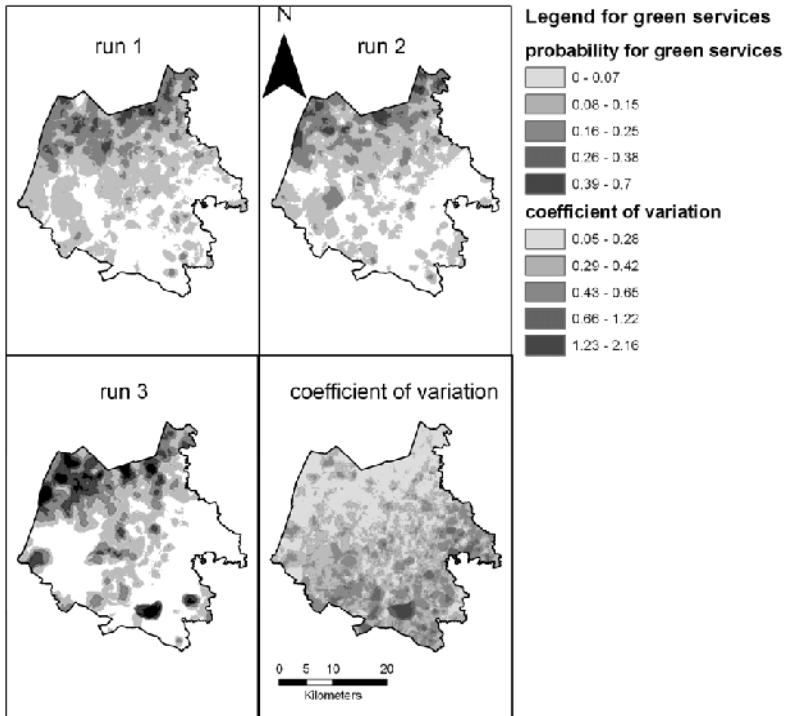 run 1
N
run 2
Legend for green services
probability for green services
0 - 0.07
0.08 - 0.15
0.16 - 0.25
0.26 - 0.38
0.39 - 0.7
coefficient of variation
0.05 - 0.28
0.29 - 0.42
0.43 - 0.65
0.66 - 1.22
1.23 - 2.16
run 3
coefficient of variation
0 5 10 20
Kilometers